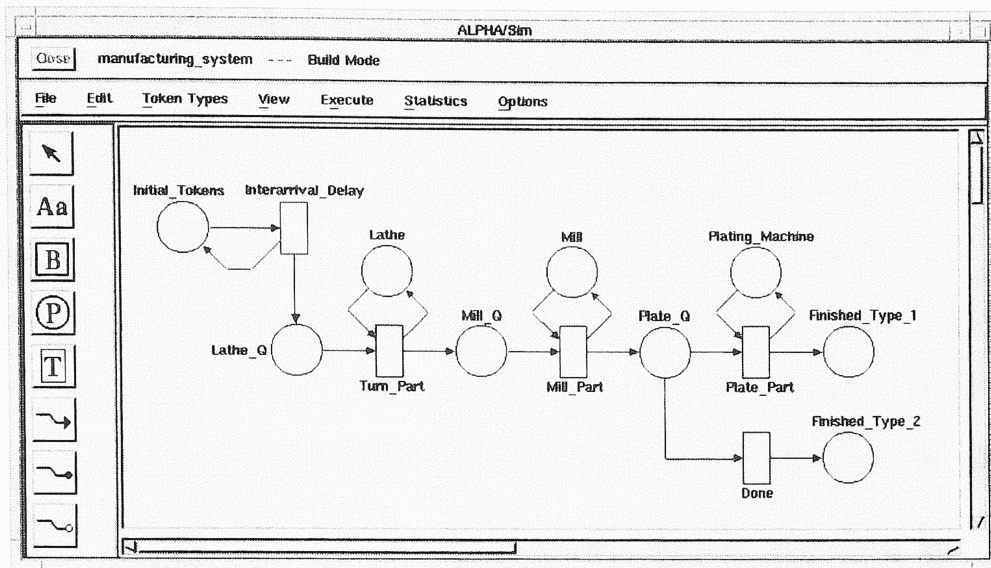 ALPHA/Sim
Close manufacturing_system --- Build Mode
File Edit Token Types View Execute Statistics Options
Aa
B
P
T
Initial_Tokens Interarrival_Delay
Lathe Mill Plating_Machine
Lathe_Q Mill_Q Plate_Q Finished_Type_1
Turn_Part Mill_Part Plate_Part
Finished_Type_2
Done